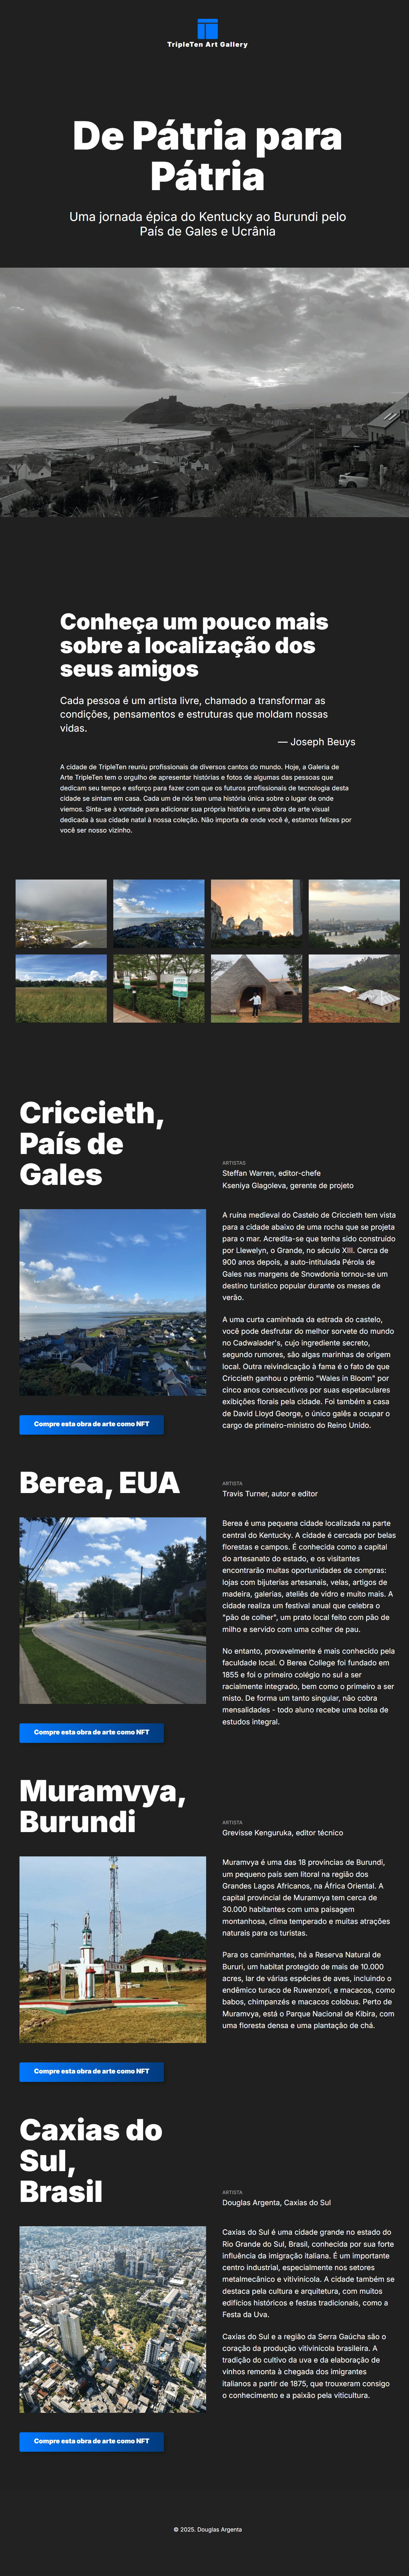 TripleTen Art Gallery
De Pátria para
Pátria
Uma jornada épica do Kentucky ao Burundi pelo
País de Gales e Ucrânia
Conheça um pouco mais
sobre a localização dos
seus amigos
Cada pessoa é um artista livre, chamado a transformar as
condições, pensamentos e estruturas que moldam nossas
vidas.
— Joseph Beuys
A cidade de TripleTen reuniu profissionais de diversos cantos do mundo. Hoje, a Galeria de
Arte TripleTen tem o orgulho de apresentar histórias e fotos de algumas das pessoas que
dedicam seu tempo e esforço para fazer com que os futuros profissionais de tecnologia desta
cidade se sintam em casa. Cada um de nós tem uma história única sobre o lugar de onde
viemos. Sinta-se à vontade para adicionar sua própria história e uma obra de arte visual
dedicada à sua cidade natal à nossa coleção. Não importa de onde você é, estamos felizes por
você ser nosso vizinho.
Criccieth,
País de
Gales
ARTISTAS
Steffan Warren, editor-chefe
Kseniya Glagoleva, gerente de projeto
A ruína medieval do Castelo de Criccieth tem vista
para a cidade abaixo de uma rocha que se projeta
para o mar. Acredita-se que tenha sido construído
por Llewelyn, o Grande, no século XIII. Cerca de
900 anos depois, a auto-intitulada Pérola de
Gales nas margens de Snowdonia tornou-se um
destino turístico popular durante os meses de
verão.
A uma curta caminhada da estrada do castelo,
você pode desfrutar do melhor sorvete do mundo
no Cadwalader's, cujo ingrediente secreto,
segundo rumores, são algas marinhas de origem
local. Outra reivindicação à fama é o fato de que
Criccieth ganhou o prêmio "Wales in Bloom" por
cinco anos consecutivos por suas espetaculares
exibições florais pela cidade. Foi também a casa
de David Lloyd George, o único galês a ocupar o
cargo de primeiro-ministro do Reino Unido.
Compre esta obra de arte como NFT
Berea, EUA
ARTISTA
Travis Turner, autor e editor
Berea é uma pequena cidade localizada na parte
central do Kentucky. A cidade é cercada por belas
florestas e campos. É conhecida como a capital
do artesanato do estado, e os visitantes
encontrarão muitas oportunidades de compras:
lojas com bijuterias artesanais, velas, artigos de
madeira, galerias, ateliês de vidro e muito mais. A
cidade realiza um festival anual que celebra o
"pão de colher", um prato local feito com pão de
milho e servido com uma colher de pau.
No entanto, provavelmente é mais conhecido pela
faculdade local. O Berea College foi fundado em
1855 e foi o primeiro colégio no sul a ser
racialmente integrado, bem como o primeiro a ser
misto. De forma um tanto singular, não cobra
mensalidades - todo aluno recebe uma bolsa de
estudos integral.
Compre esta obra de arte como NFT
Muramvya,
Burundi
ARTISTA
Grevisse Kenguruka, editor técnico
Muramvya é uma das 18 províncias de Burundi,
um pequeno país sem litoral na região dos
Grandes Lagos Africanos, na África Oriental. A
capital provincial de Muramvya tem cerca de
30.000 habitantes com uma paisagem
montanhosa, clima temperado e muitas atrações
naturais para os turistas.
Para os caminhantes, há a Reserva Natural de
Bururi, um habitat protegido de mais de 10.000
acres, lar de várias espécies de aves, incluindo o
endêmico turaco de Ruwenzori, e macacos, como
babos, chimpanzés e macacos colobus. Perto de
Muramvya, está o Parque Nacional de Kibira, com
uma floresta densa e uma plantação de chá.
Compre esta obra de arte como NFT
Caxias do
Sul,
Brasil
ARTISTA
Douglas Argenta, Caxias do Sul
Caxias do Sul é uma cidade grande no estado do
Rio Grande do Sul, Brasil, conhecida por sua forte
influência da imigração italiana. É um importante
centro industrial, especialmente nos setores
metalmecânico e vitivinícola. A cidade também se
destaca pela cultura e arquitetura, com muitos
edifícios históricos e festas tradicionais, como a
Festa da Uva.
Caxias do Sul e a região da Serra Gaúcha são o
coração da produção vitivinícola brasileira. A
tradição do cultivo da uva e da elaboração de
vinhos remonta à chegada dos imigrantes
italianos a partir de 1875, que trouxeram consigo
o conhecimento e a paixão pela viticultura.
Compre esta obra de arte como NFT
© 2025. Douglas Argenta